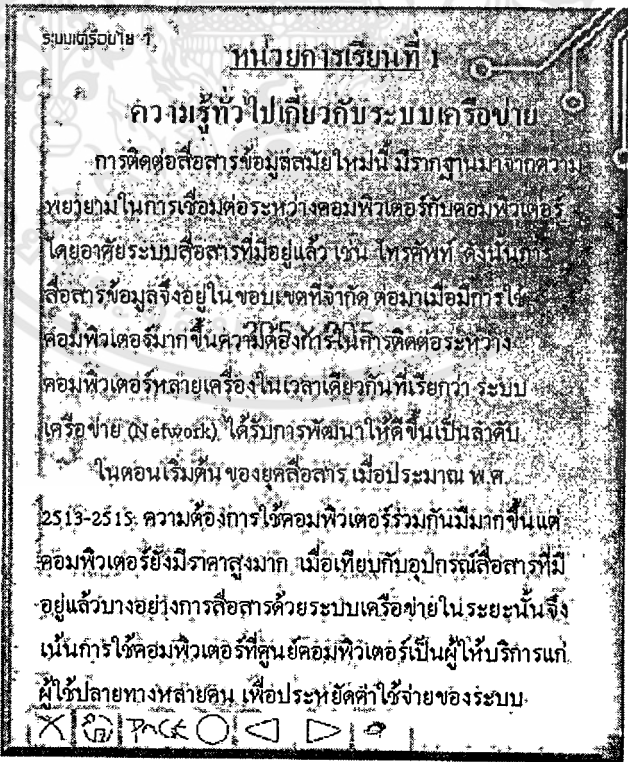 ระบบเครือข่าย 1
หน่วยการเรียนที่ 1
ความรู้ทั่วไปเกี่ยวกับระบบเครือข่าย
การติดต่อสื่อสารข้อมูลสมัยใหม่นี้ มีรากฐานมาจากความ
พยายามในการเชื่อมต่อระหว่างคอมพิวเตอร์กับคอมพิวเตอร์
โดยอาศัยระบบสื่อสารที่มีอยู่แล้ว เช่น โทรศัพท์ ดังนั้นการ
สื่อสารข้อมูลจึงอยู่ในขอบเขตที่จำกัด ต่อมาเมื่อมีการใช้
คอมพิวเตอร์มากขึ้นความต้องการในการติดต่อระหว่าง
คอมพิวเตอร์หลายเครื่องในเวลาเดียวกันที่เรียกว่า ระบบ
เครือข่าย (Network) ได้รับการพัฒนาให้ดีขึ้นเป็นลำดับ
ในตอนเริ่มต้นของยุคสื่อสาร เมื่อประมาณ พ.ศ.
2513-2515 ความต้องการใช้คอมพิวเตอร์ร่วมกันมีมากขึ้นแต่
คอมพิวเตอร์ยังมีราคาสูงมาก เมื่อเทียบกับอุปกรณ์สื่อสารที่มี
อยู่แล้วบางอย่างการสื่อสารด้วยระบบเครือข่ายในระยะนั้นจึง
เน้นการใช้คอมพิวเตอร์ที่ศูนย์คอมพิวเตอร์เป็นผู้ให้บริการแก่
ผู้ใช้ปลายทางหลายคน เพื่อประหยัดค่าใช้จ่ายของระบบ